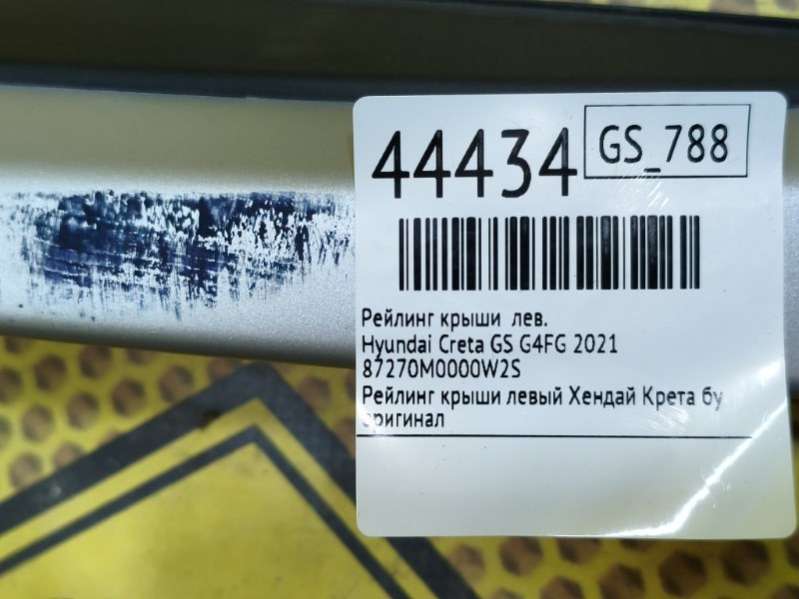 44434
GS_788
Рейлинг крыши лев.
Hyundai Creta GS G4FG 2021
87270M0000W2S
Рейлинг крыши левый Хендай Крета бу
оригинал